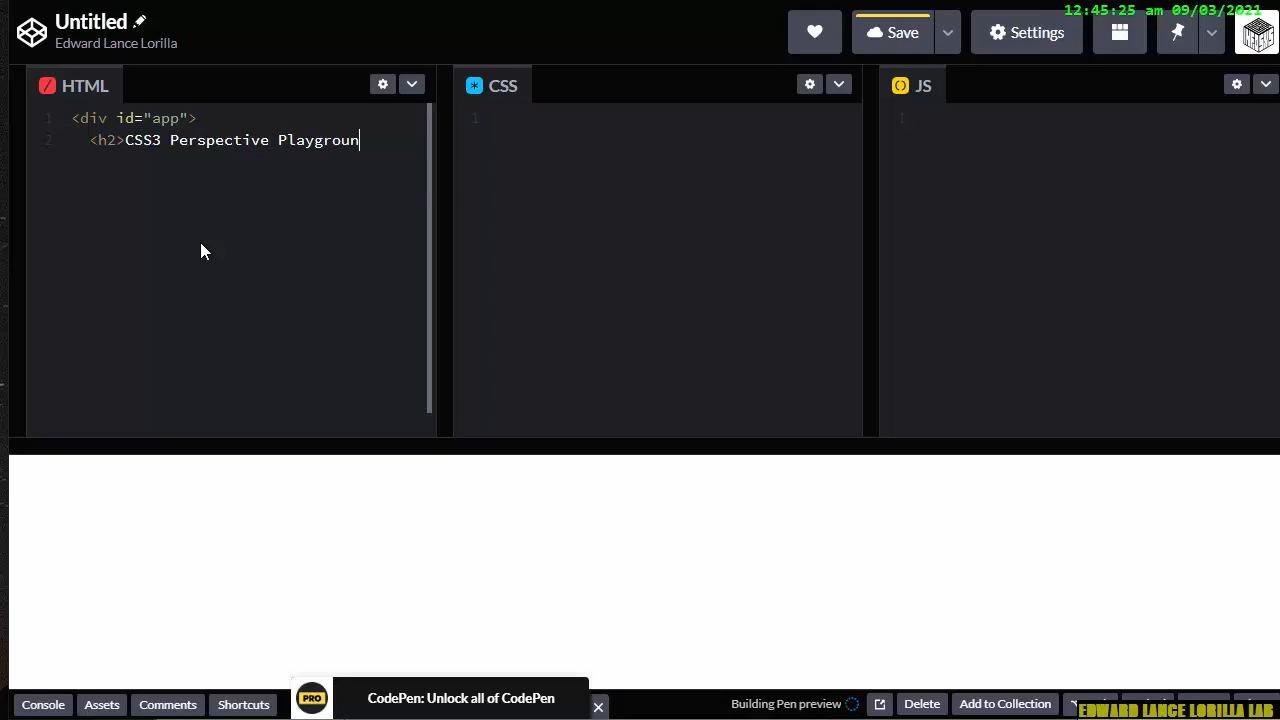 12:45:25 am 09/03/2021
Untitled
Edward Lance Lorilla
Save
Settings
HTML
CSS
JS
1 <div id="app">
2 <h2>CSS3 Perspective Playgroun
1
1
Console
Assets
Comments
Shortcuts
PRO
CodePen: Unlock all of CodePen
Building Pen preview
Delete
Add to Collection
EDWARD LANCE LORILLA LAB